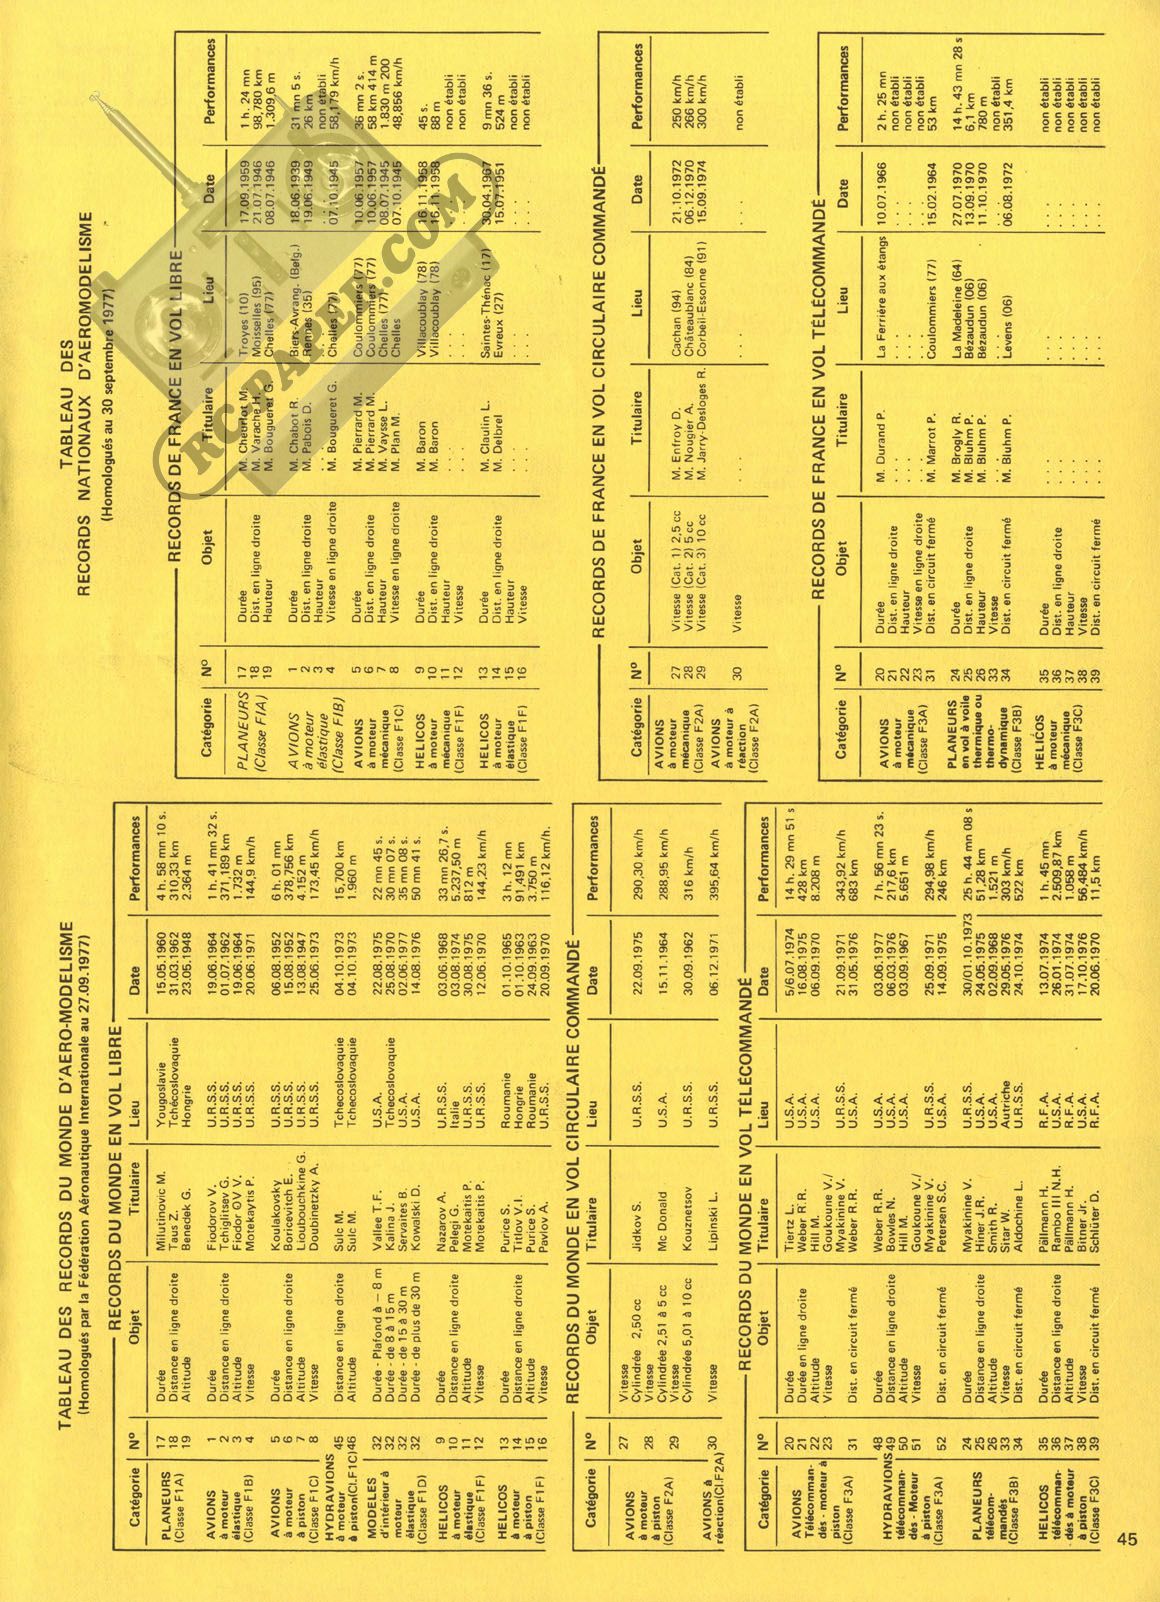 TABLEAU DES RECORDS DU MONDE D'AERO-MODELISME
(Homologués par la Fédération Aéronautique Internationale au 27.09.1977)
RECORDS DU MONDE EN VOL LIBRE
Catégorie Nº Objet Titulaire Lieu Date Performances
PLANEURS 17 Durée Milutinovic M. Yougoslavie 15.05.1960 4 h. 58 mn 10 s.
(Classe F1A) 18 Distance en ligne droite Taus Z. Tchécoslovaquie 31.03.1962 310,33 km
19 Altitude Benedek G. Hongrie 23.05.1948 2.364 m
AVIONS 1 Durée Fiodorov V. U.R.S.S. 19.06.1964 1 h. 41 mn 32 s.
à moteur 2 Distance en ligne droite Tchiglitsev G. U.R.S.S. 01.07.1962 371,189 km
élastique 3 Altitude Fiodor OV V. U.R.S.S. 19.06.1964 1.732 m
(Classe F1B) 4 Vitesse Motekaytis P. U.R.S.S. 20.06.1971 144,9 km/h
AVIONS 5 Durée Koulakovsky U.R.S.S. 06.08.1952 6 h. 01 mn
à moteur 6 Distance en ligne droite Boricevitch E. U.R.S.S. 15.08.1952 378,756 km
à piston 7 Altitude Liouboucnkine G. U.R.S.S. 13.08.1947 4.152 m
(Classe F1C) 8 Vitesse Doubinetzky A. U.R.S.S. 25.06.1973 173,45 km/h
HYDRAVIONS
à moteur 45 Distance en ligne droite Sulc M. Tchecoslovaquie 04.10.1973 15,700 km
à piston(Cl.F1C) 46 Altitude Sulc M. Tchecoslovaquie 04.10.1973 1.960 m
MODELES 32 Durée - Plafond à – 8 m Vallee T.F. U.S.A. 22.08.1975 22 mn 45 s.
d'intérieur à 32 Durée - de 8 à 15 m Kalina J. Tchecoslovaquie 25.08.1970 30 mn 07 s.
moteur 32 Durée - de 15 à 30 m Servaites B. U.S.A. 02.06.1977 35 mn 08 s.
élastique 32 Durée - de plus de 30 m Kowalski D. U.S.A. 14.08.1976 50 mn 41 s.
(Classe F1D)
HELICOS 9 Durée Nazarov A. U.R.S.S. 03.06.1968 33 mn 26,7 s.
à moteur 10 Distance en ligne droite Pelegi G. Italie 03.08.1974 5.237,50 m
élastique 11 Altitude Motekaitis P. U.R.S.S. 30.08.1975 812 m
(Classe F1F) 12 Vitesse Motekaitis P. U.R.S.S. 12.06.1970 144,23 km/h
HELICOS 13 Durée Purice S. Roumanie 01.10.1965 3 h. 12 mn
à moteur 14 Distance en ligne droite Titlov V.I. Hongrie 01.10.1963 91,491 km
à piston 15 Altitude Purice S. Roumanie 24.09.1963 3.750 m
(Classe F1F) 16 Vitesse Pavlov A. U.R.S.S. 20.09.1970 116,12 km/h.
RECORDS DU MONDE EN VOL CIRCULAIRE COMMANDÉ
Catégorie Nº Objet Titulaire Lieu Date Performances
AVIONS 27 Vitesse
à moteur Cylindrée 2,50 cc Jidkov S. U.R.S.S. 22.09.1975 290,30 km/h
à piston 28 Vitesse
(Classe F2A) Cylindrée 2,51 à 5 cc Mc Donald U.S.A. 15.11.1964 288,95 km/h
29 Vitesse
Cylindrée 5,01 à 10 cc Kouznetsov U.R.S.S. 30.09.1962 316 km/h
AVIONS à 30 Vitesse Lipinski L. U.R.S.S. 06.12.1971 395,64 km/h
réaction(Cl.F2A)
RECORDS DU MONDE EN VOL TÉLÉCOMMANDÉ
Catégorie Nº Objet Titulaire Lieu Date Performances
AVIONS 20 Durée Tiertz L. U.S.A. 5/6.07.1974 14 h. 29 mn 51 s
Télécomman- 21 Distance en ligne droite Weber R.R. U.S.A. 16.08.1975 428 km
dés - moteur à 22 Altitude Hill M. U.S.A. 06.09.1970 8.208 m
piston 23 Vitesse Goukoune V./
(Classe F3A) Myakinine V. U.R.S.S. 21.09.1971 343,92 km/h
31 Dist. en circuit fermé Weber R.R. U.S.A. 31.05.1976 683 km
HYDRAVIONS 48 Durée Weber R.R. U.S.A. 03.06.1977 7 h. 56 mn 23 s.
télécomman- 49 Distance en ligne droite Bowles N. U.S.A. 06.06.1976 217,6 km
dés - Moteur 50 Altitude Hill M. U.S.A. 03.09.1967 5.651 m
à piston 51 Vitesse Goukoune V./
(Classe F3A) Myakinine V. U.R.S.S. 25.09.1971 294,98 km/h
52 Dist. en circuit fermé Petersen S.C. U.S.A. 14.09.1975 246 km
PLANEURS 24 Durée Myakinine V. U.R.S.S. 30/01.10.1973 25 h. 44 mn 08 s
télécom- 25 Distance en ligne droite Hiner J.R. U.S.A. 24.05.1975 51,28 km
mandés 26 Altitude Smith R. U.S.A. 02.09.1968 1.521 m
(Classe F3B) 33 Vitesse Sitar W. Autriche 29.05.1976 303 km/h
34 Dist. en circuit fermé Aldochine L. U.R.S.S. 24.10.1974 522 km
HELICOS 35 Durée Pällmann H. R.F.A. 13.07.1974 1 h. 45 mn
télécomman- 36 Distance en ligne droite Rambo III N.H. U.S.A. 26.01.1974 2.509,87 km
dés à moteur 37 Altitude Pällmann H. R.F.A. 31.07.1974 1.058 m
à piston 38 Vitesse Bitner Jr. U.S.A. 17.10.1976 56,484 km/h
(Classe F3C) 39 Dist. en circuit fermé Schlüter D. R.F.A. 20.06.1970 11,5 km
TABLEAU DES
RECORDS NATIONAUX D'AEROMODELISME
(Homologués au 30 septembre 1977)
RECORDS DE FRANCE EN VOL LIBRE
Catégorie Nº Objet Titulaire Lieu Date Performances
PLANEURS 17 Durée M. Cheurlot M. Troyes (10) 17.09.1959 1 h. 24 mn
(Classe FIA) 18 Dist. en ligne droite M. Varache H. Moisselles (95) 21.07.1946 98,780 km
19 Hauteur M. Bougueret G. Chelles (77) 08.07.1946 1.309,6 m
AVIONS 1 Durée M. Chabot R. Biers-Avrang. (Belg.) 18.06.1939 31 mn 5 s.
à moteur 2 Dist. en ligne droite M. Pabois D. Rennes (35) 19.06.1949 26 km
élastique 3 Hauteur . . . . . . . . . non établi
(Classe FIB) 4 Vitesse en ligne droite M. Bougueret G. Chelles (77) 07.10.1945 58,179 km/h
AVIONS 5 Durée M. Pierrard M. Coulommiers (77) 10.06.1957 36 mn 2 s.
à moteur 6 Dist. en ligne droite M. Pierrard M. Coulommiers (77) 10.06.1957 58 km 414 m
mécanique 7 Hauteur M. Vaysse L. Chelles (77) 08.07.1945 1.830 m 200
(Classe F1C) 8 Vitesse en ligne droite M. Plan M. Chelles 07.10.1945 48,856 km/h
HELICOS 9 Durée M. Baron Villacoublay (78) 16.11.1958 45 s.
à moteur 10 Dist. en ligne droite M. Baron Villacoublay (78) 16.11.1958 88 m
mécanique 11 Hauteur . . . . . . . . . . . . non établi
(Classe F1F) 12 Vitesse . . . . . . . . . . . . non établi
HELICOS 13 Durée M. Claulin L. Saintes-Thénac (17) 30.04.1967 9 mn 36 s.
à moteur 14 Dist. en ligne droite M. Delbrel Evreux (27) 15.07.1951 524 m
élastique 15 Hauteur . . . . . . . . . . . . non établi
(Classe F1F) 16 Vitesse . . . . . . . . . . . . non établi
RECORDS DE FRANCE EN VOL CIRCULAIRE COMMANDÉ
Catégorie Nº Objet Titulaire Lieu Date Performances
AVIONS 27 Vitesse (Cat. 1) 2,5 cc M. Enfroy D. Cachan (94) 21.10.1972 250 km/h
à moteur 28 Vitesse (Cat. 2) 5 cc M. Nougier A. Châteaublanc (84) 06.12.1970 266 km/h
mécanique 29 Vitesse (Cat. 3) 10 cc M. Jarry-Desloges R. Corbeil-Essonne (91) 15.09.1974 300 km/h
(Classe F2A)
AVIONS 30 Vitesse . . . . . . . . . . . . non établi
à moteur à
réaction
(Classe F2A)
RECORDS DE FRANCE EN VOL TÉLÉCOMMANDÉ
Catégorie Nº Objet Titulaire Lieu Date Performances
AVIONS 20 Durée M. Durand P. La Ferrière aux étangs 10.07.1966 2 h. 25 mn
à moteur 21 Dist. en ligne droite . . . . . . . . . . . . non établi
mécanique 22 Hauteur . . . . . . . . . . . . non établi
(Classe F3A) 23 Vitesse en ligne droite . . . . . . . . . . . . non établi
31 Dist. en circuit fermé M. Marrot P. Coulommiers (77) 15.02.1964 53 km
PLANEURS 24 Durée M. Brogly R. La Madeleine (64) 27.07.1970 14 h. 43 mn 28 s
en vol à voile 25 Dist. en ligne droite M. Bluhm P. Bézaudun (06) 13.09.1970 6,1 km
thermique ou 26 Hauteur M. Bluhm P. Bézaudun (06) 11.10.1970 780 m
thermo- 33 Vitesse . . . . . . . . . non établi
dynamique 34 Dist. en circuit fermé M. Bluhm P. Levens (06) 06.08.1972 351,4 km
(Classe F3B)
HELICOS 35 Durée . . . . . . . . . . . . non établi
à moteur 36 Dist. en ligne droite . . . . . . . . . . . . non établi
mécanique 37 Hauteur . . . . . . . . . . . . non établi
(Classe F3C) 38 Vitesse . . . . . . . . . . . . non établi
39 Dist. en circuit fermé . . . . . . . . . . . . non établi
45
RC-PAPER.COM